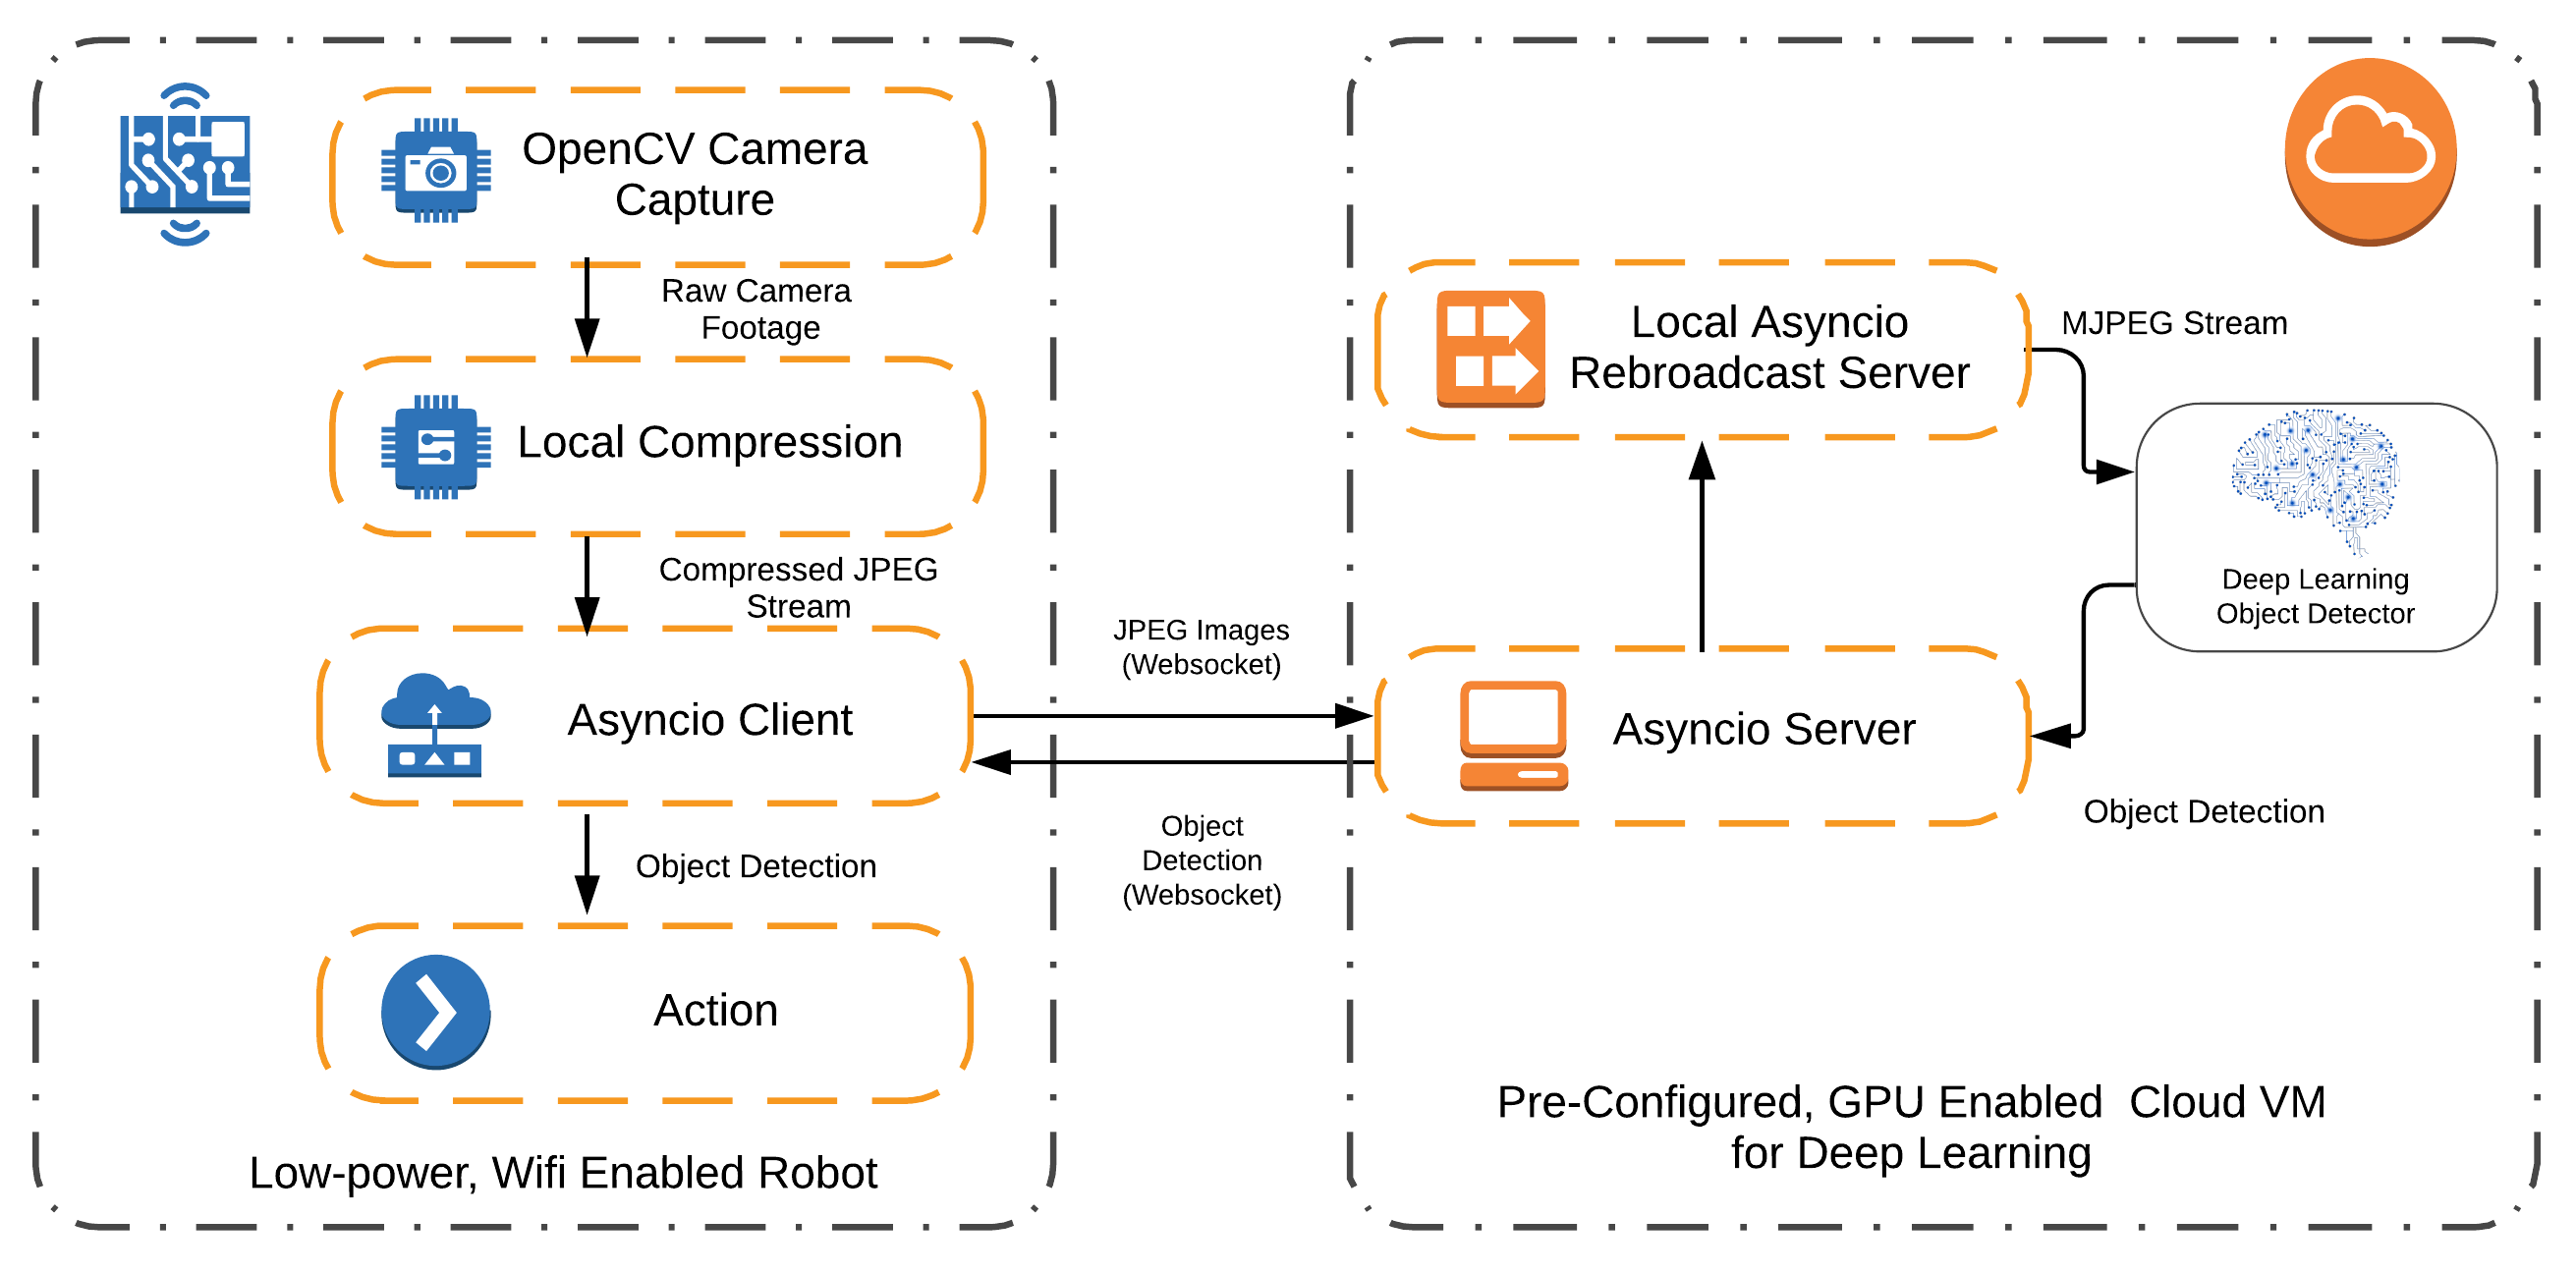 OpenCV Camera
Capture
Raw Camera
Footage
Local Compression
Compressed JPEG
Stream
Asyncio Client
Object Detection
Action
Low-power, Wifi Enabled Robot
JPEG Images
(Websocket)
Object
Detection
(Websocket)
Local Asyncio
Rebroadcast Server
MJPEG Stream
Deep Learning
Object Detector
Asyncio Server
Object Detection
Pre-Configured, GPU Enabled  Cloud VM
for Deep Learning